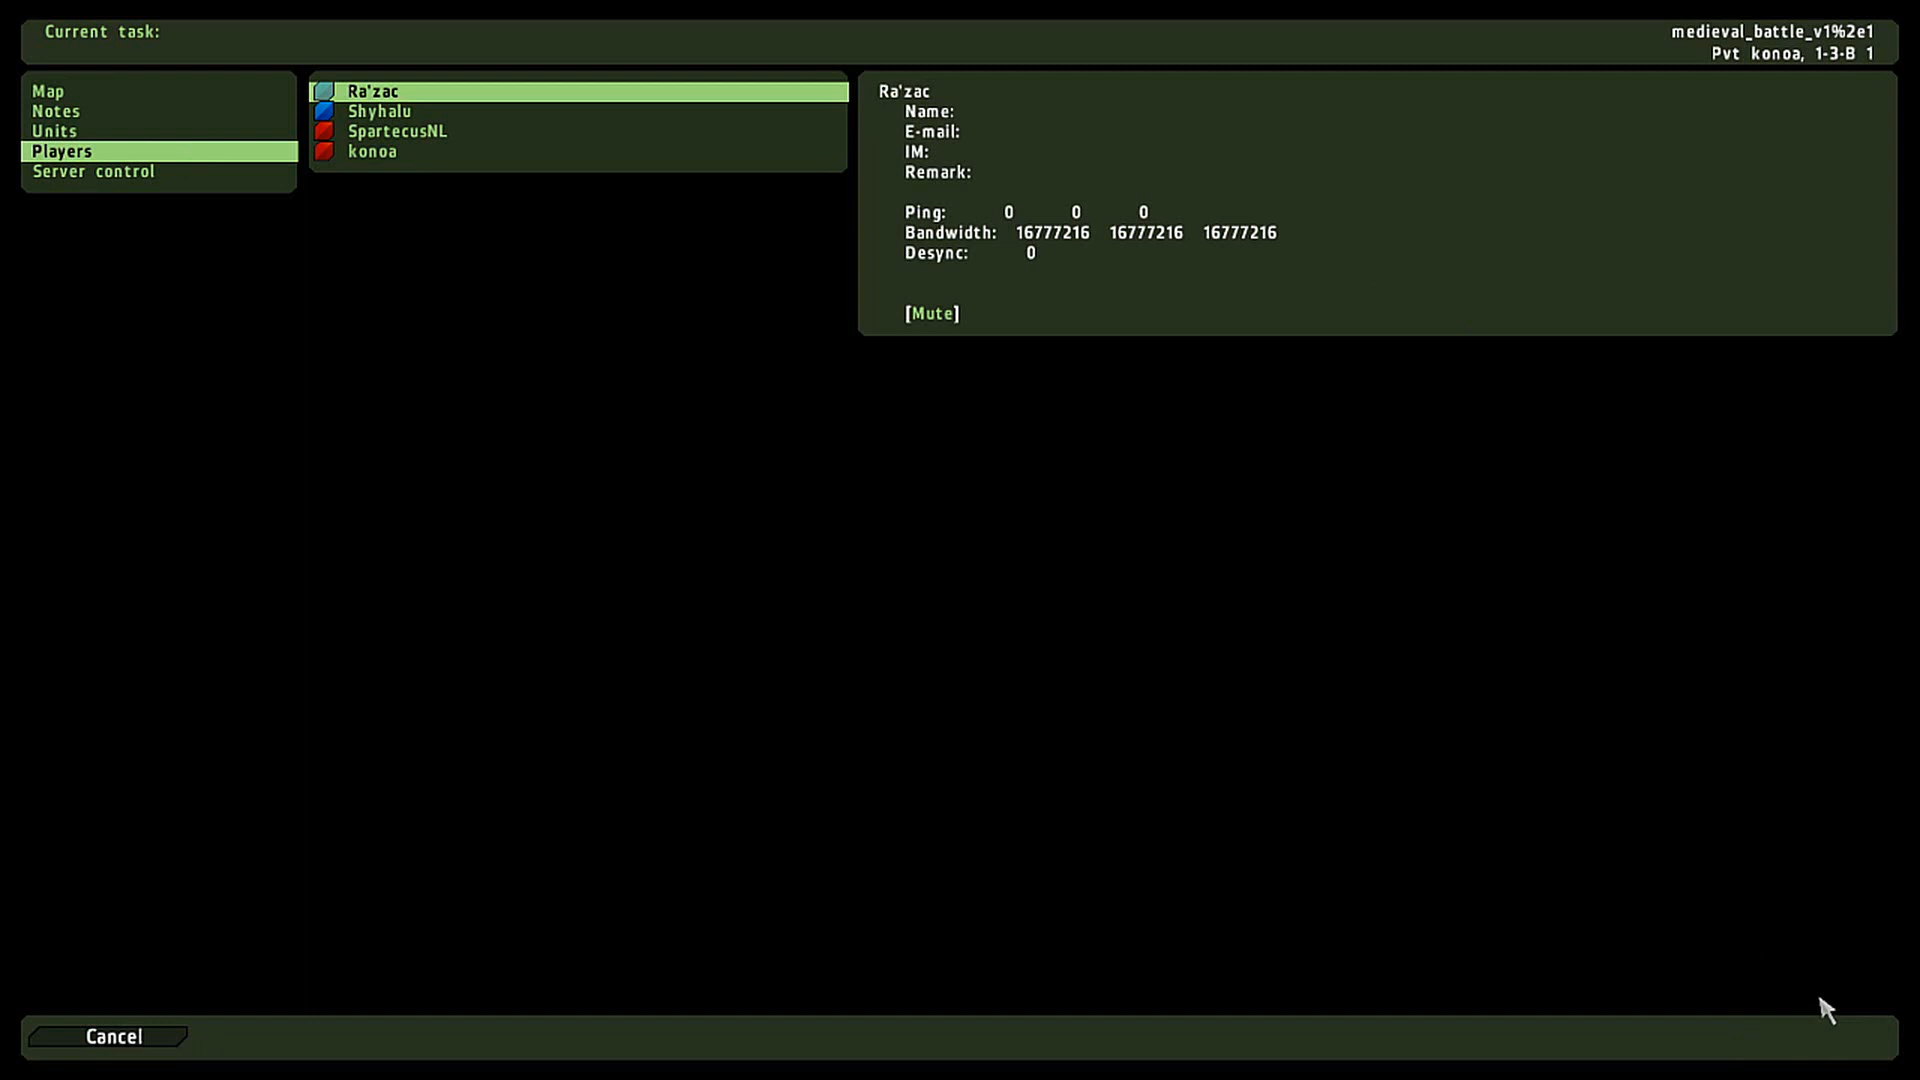 Current task:
medieval_battle_v1%2e1
Pvt konoa, 1-3-B 1
Map
Notes
Units
Players
Server control
Ra'zac
Shyhalu
SpartecusNL
konoa
Ra'zac
Name:
E-mail:
IM:
Remark:
Ping: 0 0 0
Bandwidth: 16777216 16777216 16777216
Desync: 0
[Mute]
Cancel